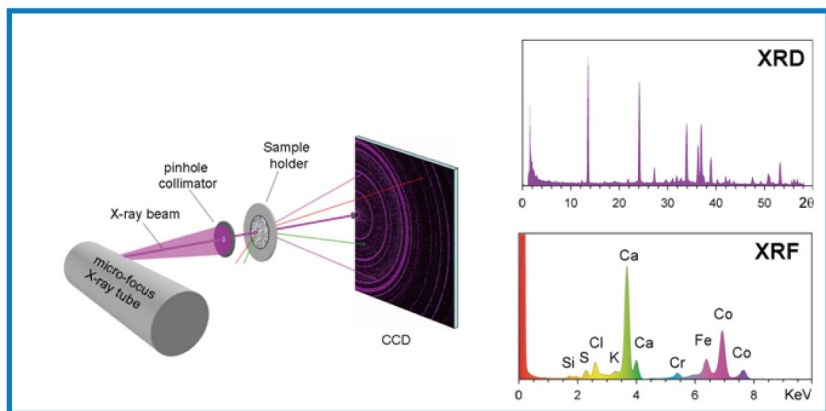 pinhole
collimator
Sample
holder
X-ray beam
micro-focus
X-ray tube
CCD
XRD
0 10 20 30 40 50 2θ
XRF
Ca
Co
Cl
Fe
Si S K Ca Cr Co
0 2 4 6 8 KeV